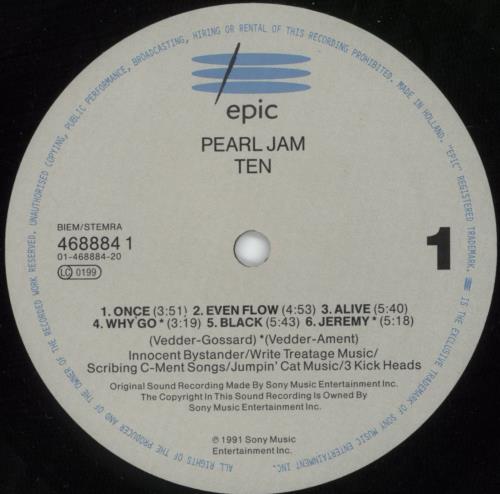 ALL RIGHTS OF THE PRODUCER AND OF THE OWNER OF THE RECORDED WORK RESERVED. UNAUTHORISED COPYING, PUBLIC PERFORMANCE, BROADCASTING, HIRING OR RENTAL OF THIS RECORDING PROHIBITED. MADE IN HOLLAND. "EPIC" REGISTERED TRADEMARK. IS THE EXCLUSIVE TRADEMARK OF SONY MUSIC ENTERTAINMENT INC.
epic
PEARL JAM
TEN
BIEM/STEMRA
468884 1
01-468884-20
LC 0199
1
1. ONCE (3:51) 2. EVEN FLOW (4:53) 3. ALIVE (5:40)
4. WHY GO * (3:19) 5. BLACK (5:43) 6. JEREMY * (5:18)
(Vedder-Gossard) *(Vedder-Ament)
Innocent Bystander/Write Treatage Music/
Scribing C-Ment Songs/Jumpin' Cat Music/3 Kick Heads
Original Sound Recording Made By Sony Music Entertainment Inc.
The Copyright In This Sound Recording Is Owned By
Sony Music Entertainment Inc.
℗ 1991 Sony Music
Entertainment Inc.